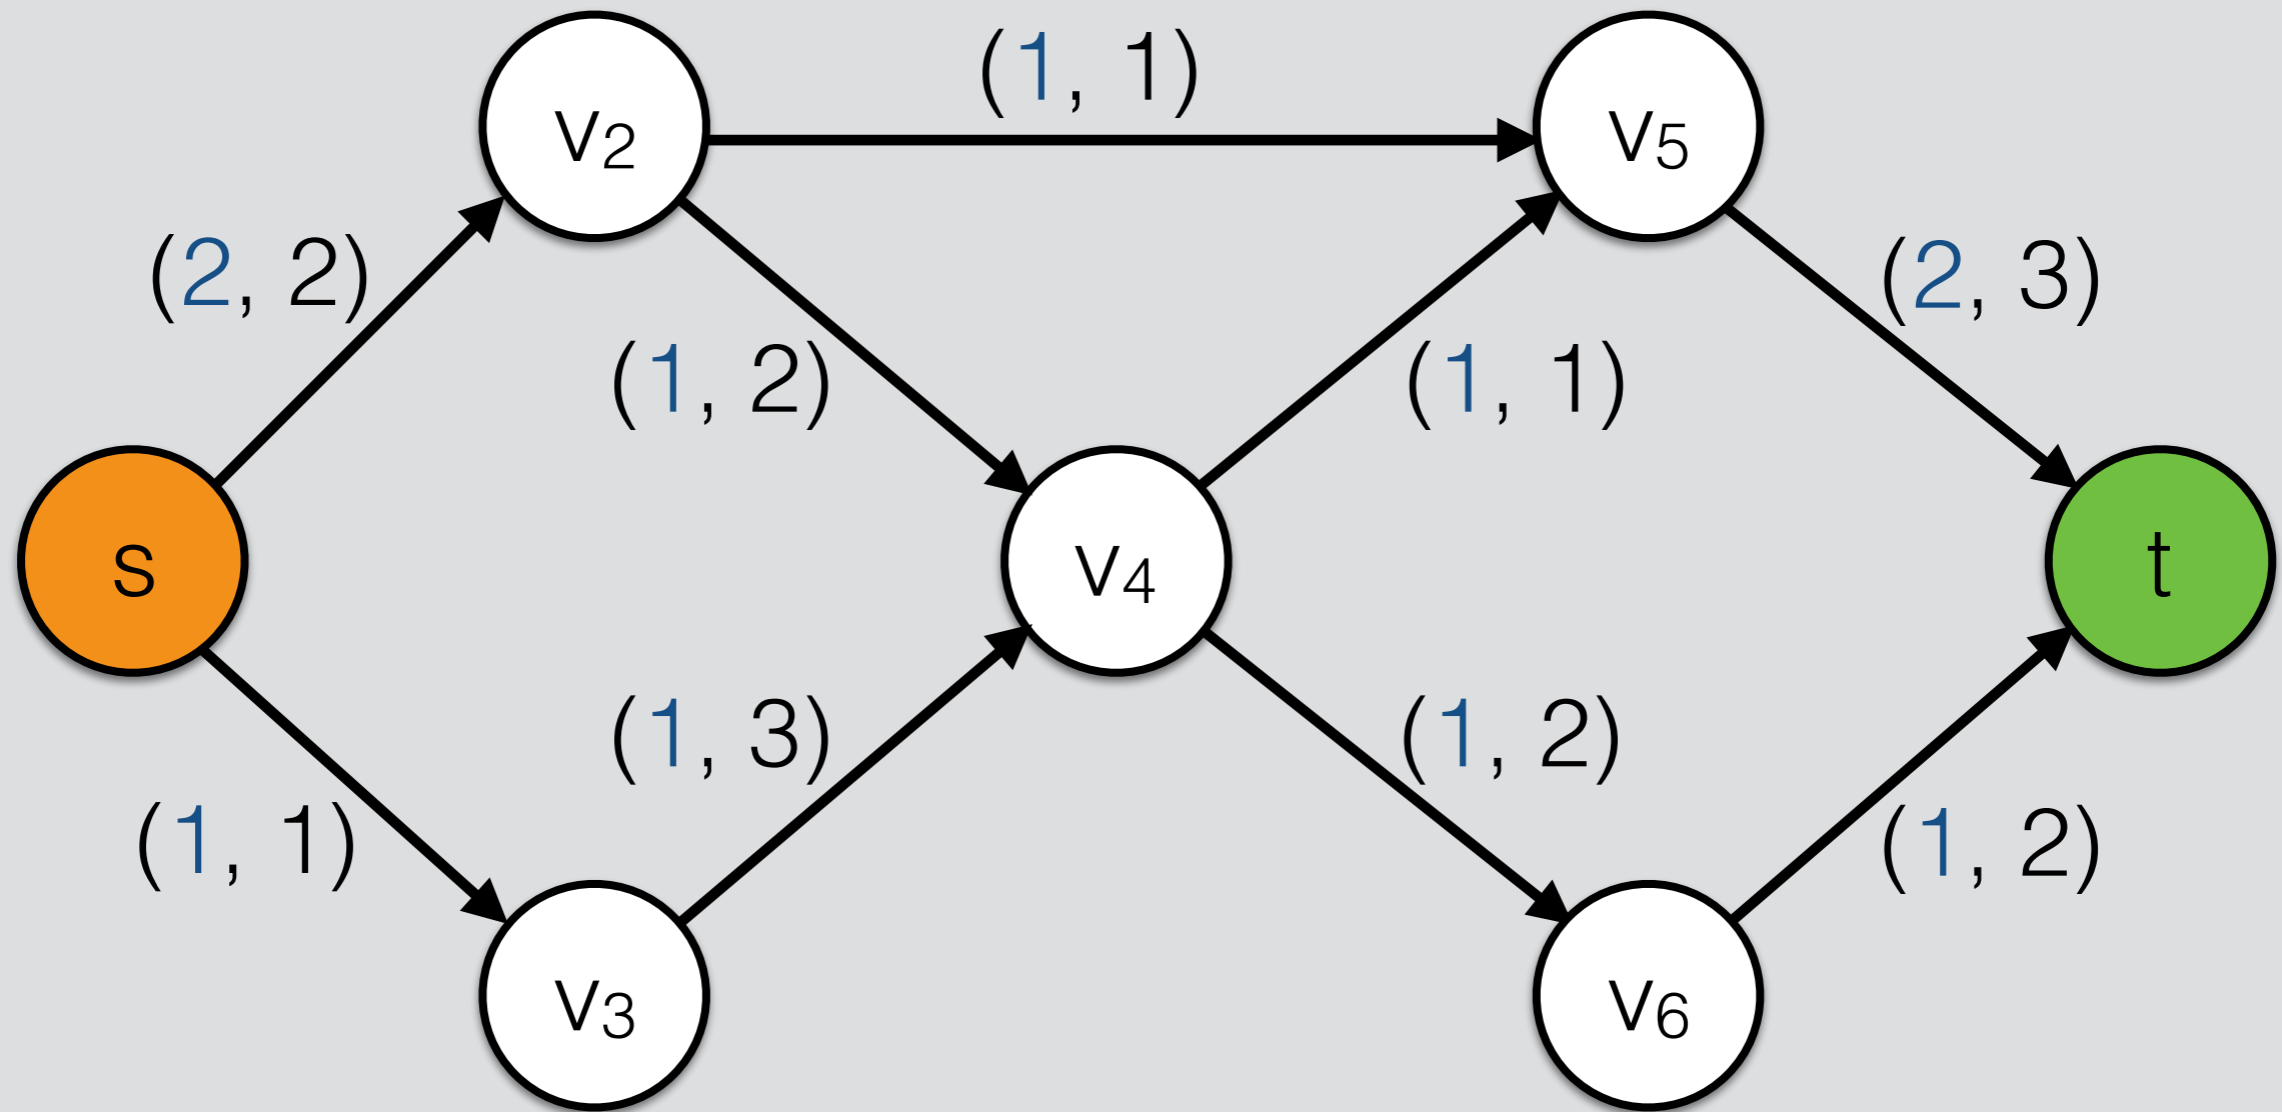 v2
(1, 1)
v5
(2, 2)
(2, 3)
(1, 2)
(1, 1)
s
v4
t
(1, 3)
(1, 2)
(1, 1)
(1, 2)
v3
v6